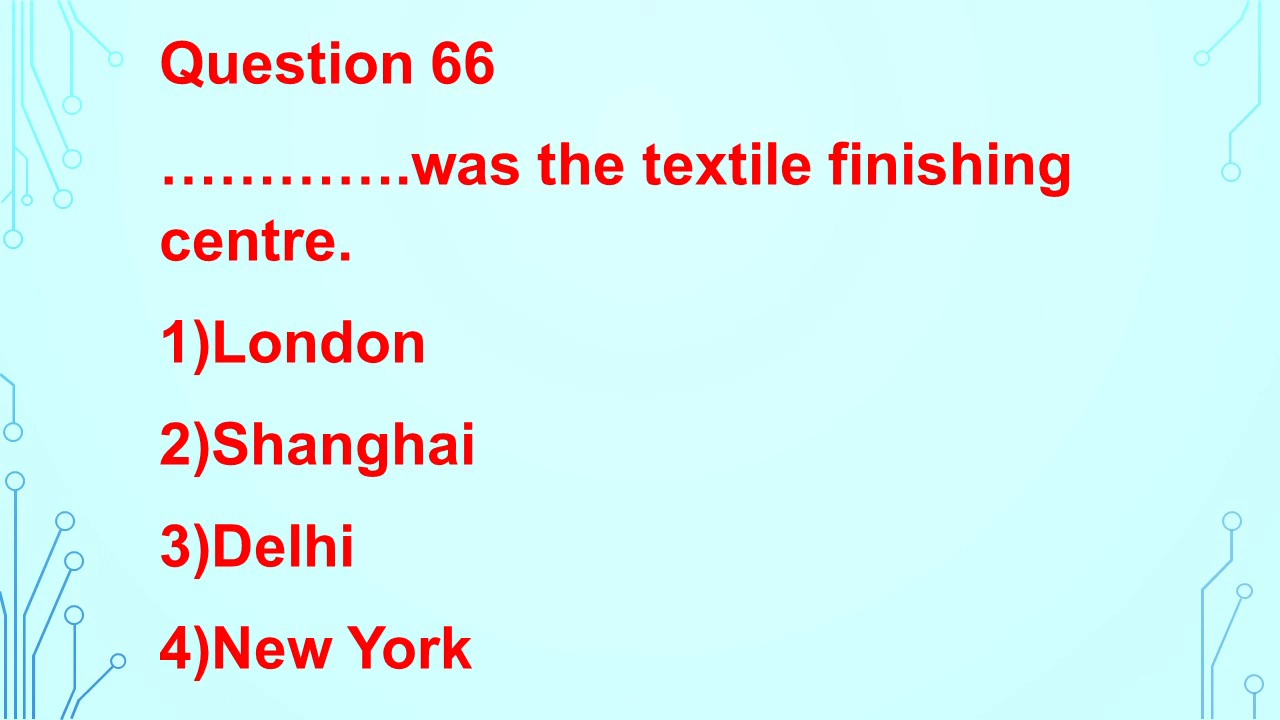 Question 66
………….was the textile finishing
centre.
1)London
2)Shanghai
3)Delhi
4)New York